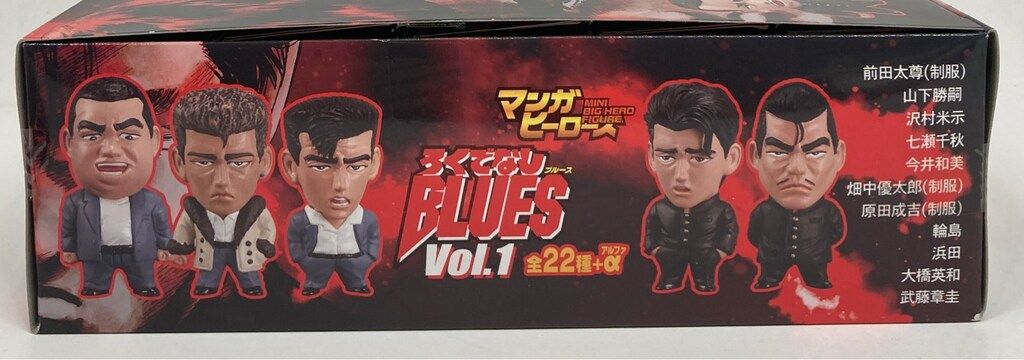 マンガ
ヒーローズ
MINI
BIG HEAD
FIGURE
ろくでなし
ブルース
BLUES
Vol.1
全22種+α
アルファ
前田太尊(制服)
山下勝嗣
沢村米示
七瀬千秋
今井和美
畑中優太郎(制服)
原田成吉(制服)
輪島
浜田
大橋英和
武藤章圭